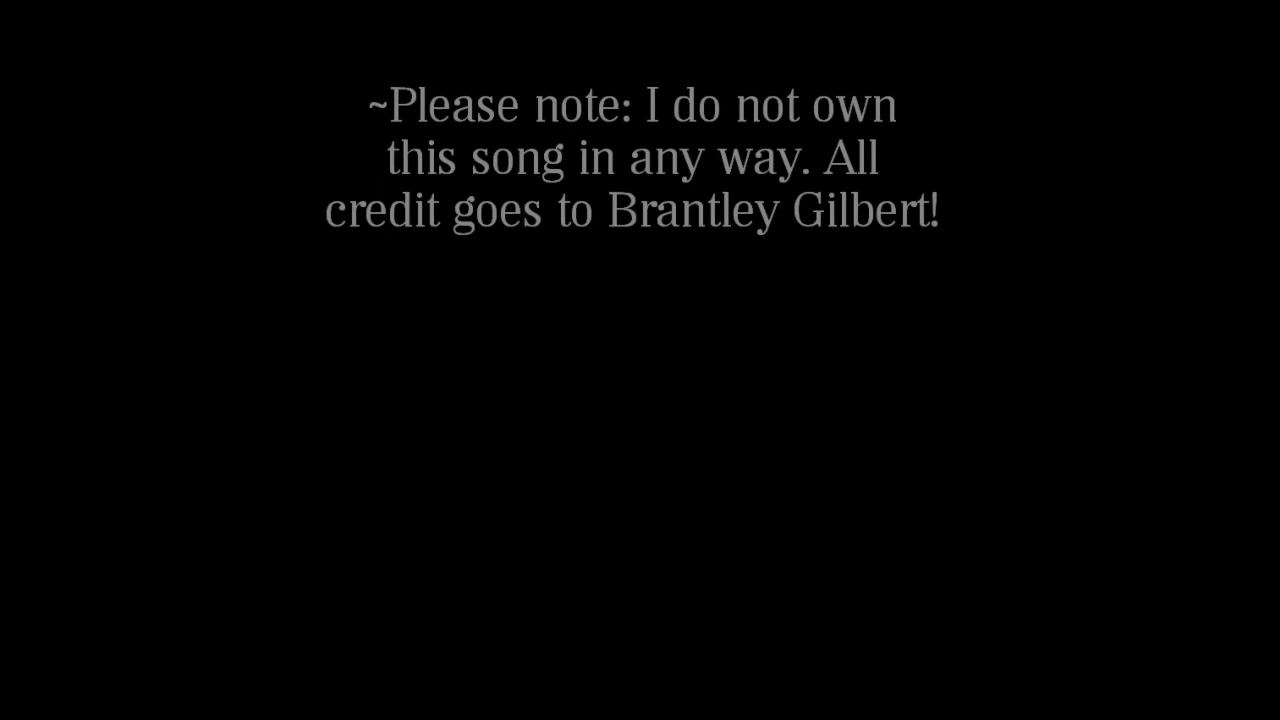 ~Please note: I do not own
this song in any way. All
credit goes to Brantley Gilbert!